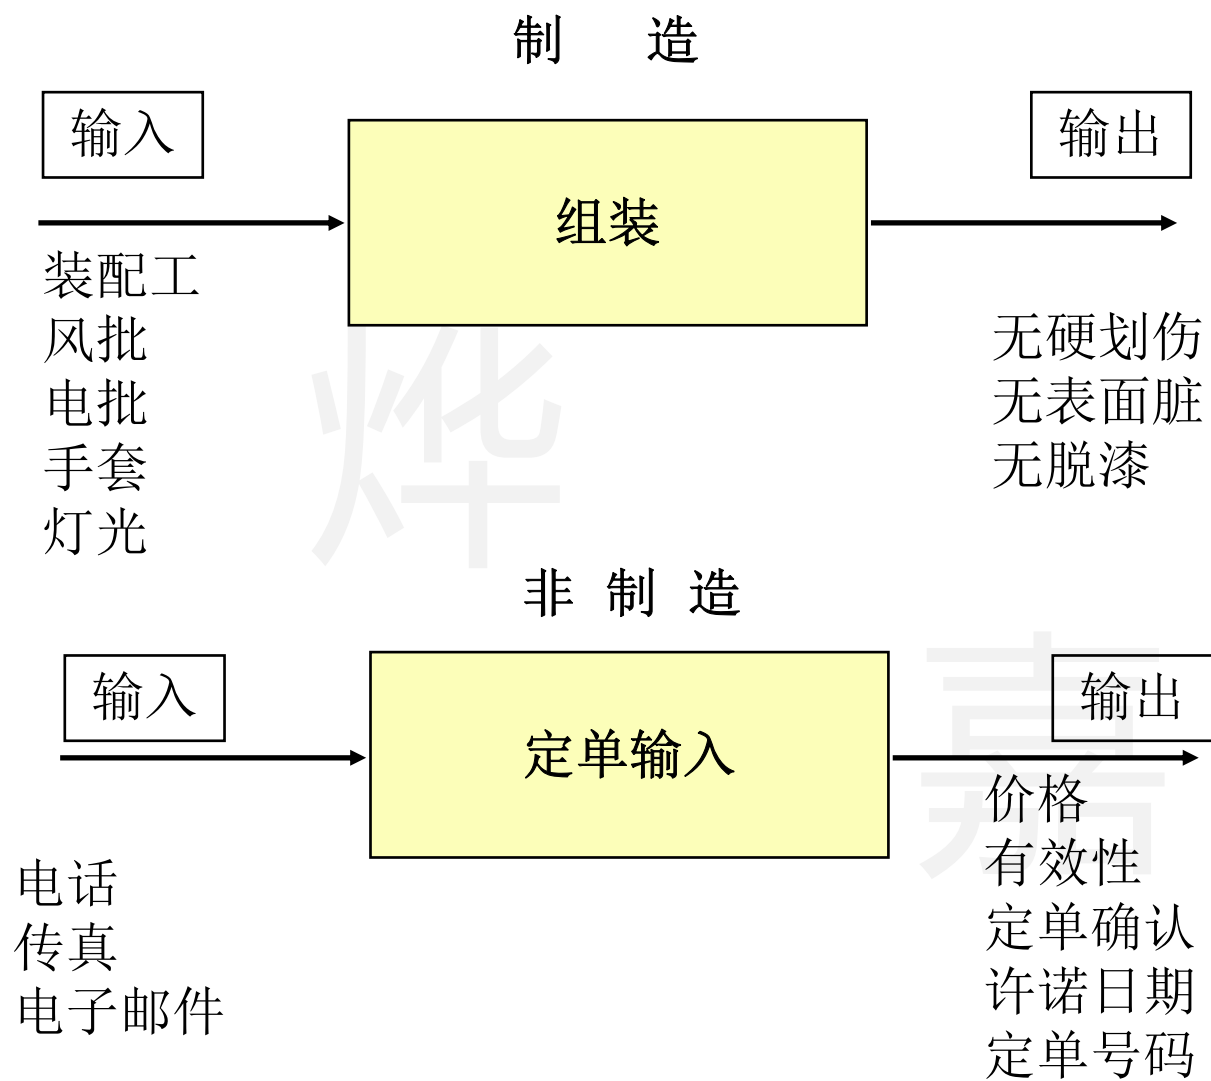 制 造
输入
输出
组装
装配工
风批
电批
手套
灯光
无硬划伤
无表面脏
无脱漆
烨
非 制 造
输入
输出
定单输入
嘉
电话
传真
电子邮件
价格
有效性
定单确认
许诺日期
定单号码